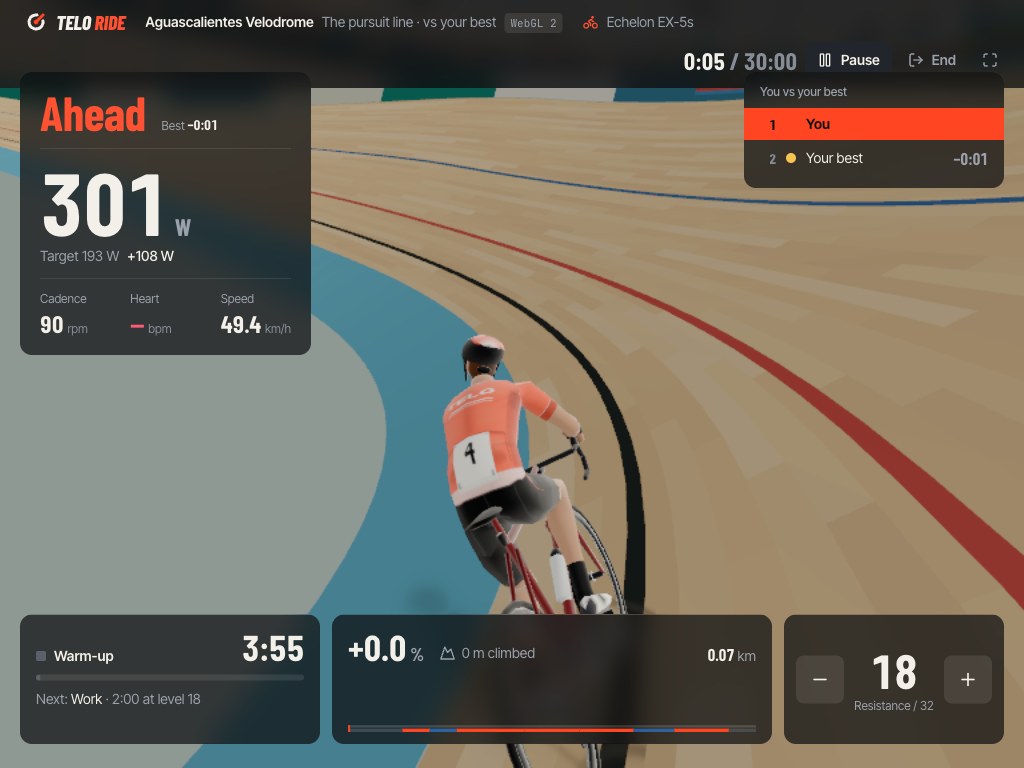 TELO RIDE Aguascalientes Velodrome The pursuit line · vs your best WebGL 2 Echelon EX-5s
0:05 / 30:00 Pause End
Ahead Best −0:01
301 W
Target 193 W +108 W
Cadence Heart Speed
90 rpm – bpm 49.4 km/h
You vs your best
1 You
2 Your best −0:01
TELO
4
Warm-up 3:55
Next: Work · 2:00 at level 18
+0.0 % 0 m climbed 0.07 km
− 18 +
Resistance / 32